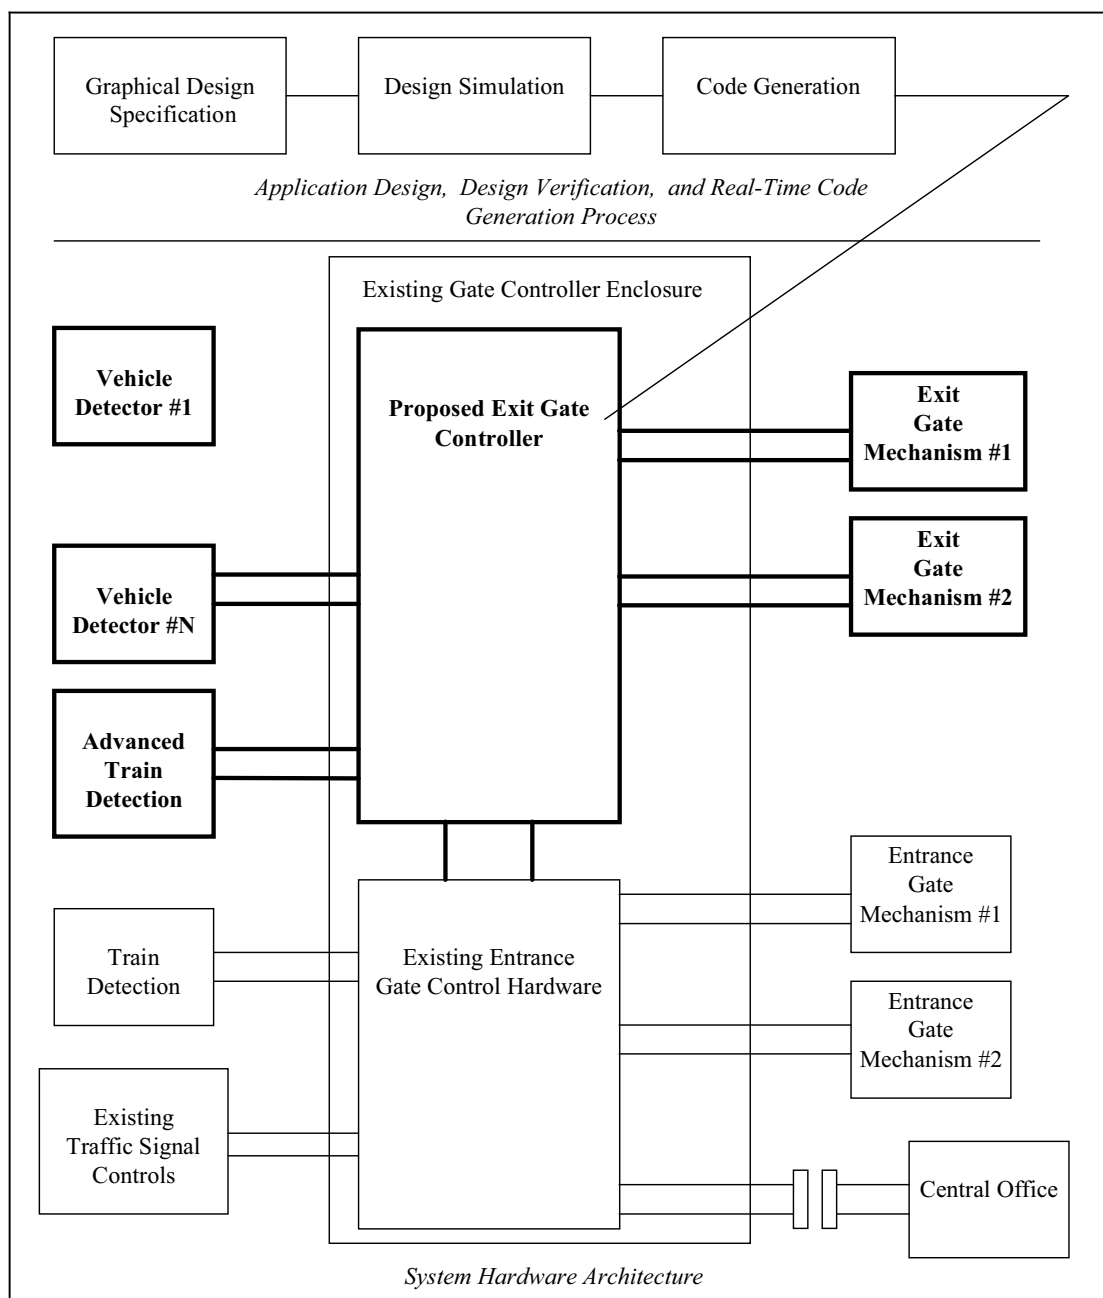 Graphical Design
Specification
Design Simulation
Code Generation
Application Design,  Design Verification,  and Real-Time Code
Generation Process
Existing Gate Controller Enclosure
Vehicle
Detector #1
Proposed Exit Gate
Controller
Exit
Gate
Mechanism #1
Vehicle
Detector #N
Exit
Gate
Mechanism #2
Advanced
Train
Detection
Train
Detection
Existing Entrance
Gate Control Hardware
Entrance
Gate
Mechanism #1
Entrance
Gate
Mechanism #2
Existing
Traffic Signal
Controls
Central Office
System Hardware Architecture